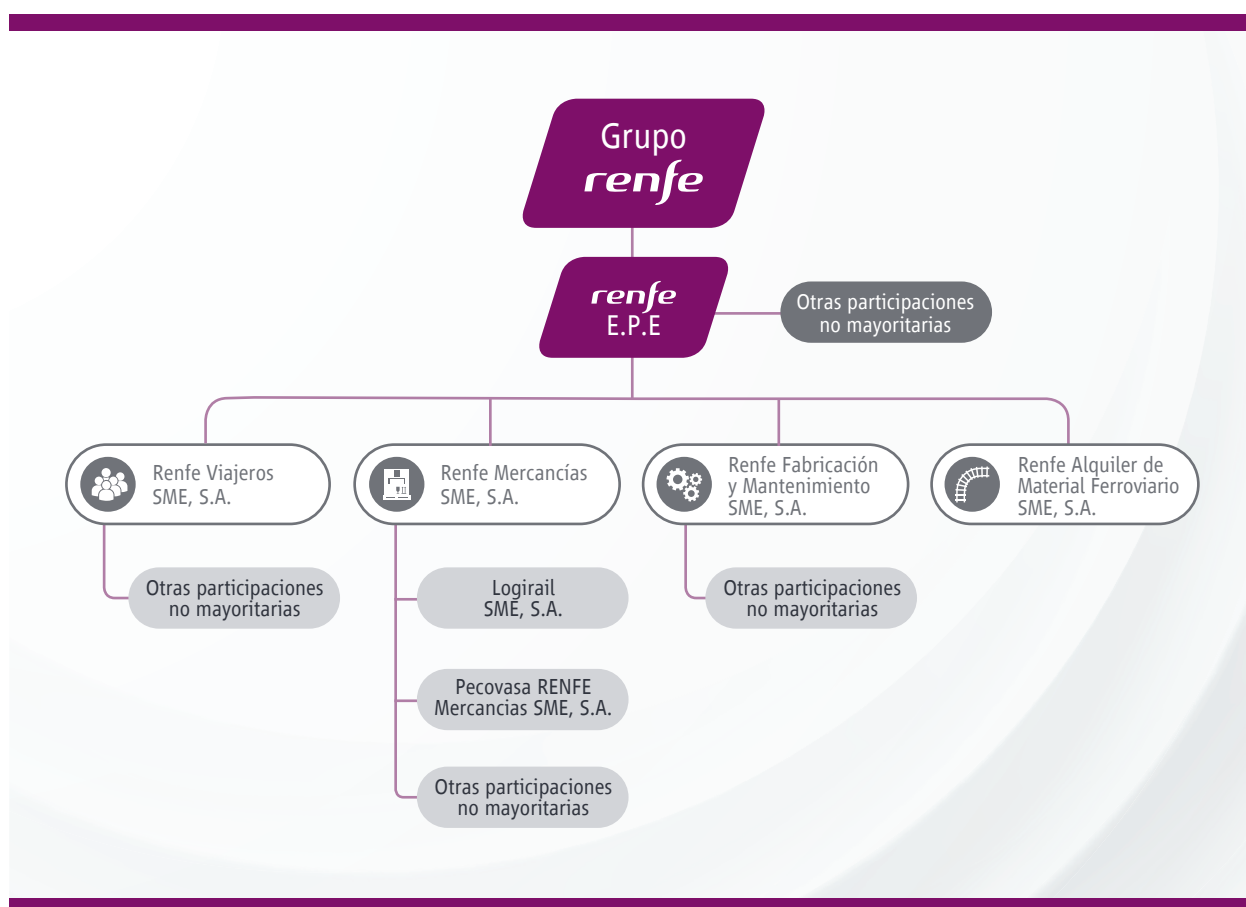 Grupo
renfe
renfe
E.P.E
Otras participaciones
no mayoritarias
Renfe Viajeros
SME, S.A.
Renfe Mercancías
SME, S.A.
Renfe Fabricación
y Mantenimiento
SME, S.A.
Renfe Alquiler de
Material Ferroviario
SME, S.A.
Otras participaciones
no mayoritarias
Logirail
SME, S.A.
Otras participaciones
no mayoritarias
Pecovasa RENFE
Mercancias SME, S.A.
Otras participaciones
no mayoritarias